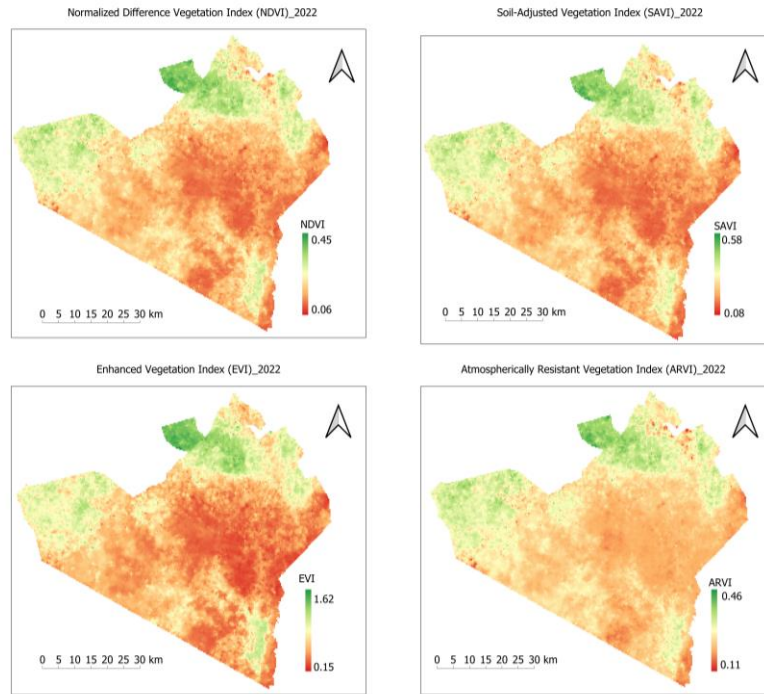 Normalized Difference Vegetation Index (NDVI)_2022
NDVI
0.45
0.06
0 5 10 15 20 25 30 km
Soil-Adjusted Vegetation Index (SAVI)_2022
SAVI
0.58
0.08
0 5 10 15 20 25 30 km
Enhanced Vegetation Index (EVI)_2022
EVI
1.62
0.15
0 5 10 15 20 25 30 km
Atmospherically Resistant Vegetation Index (ARVI)_2022
ARVI
0.46
0.11
0 5 10 15 20 25 30 km